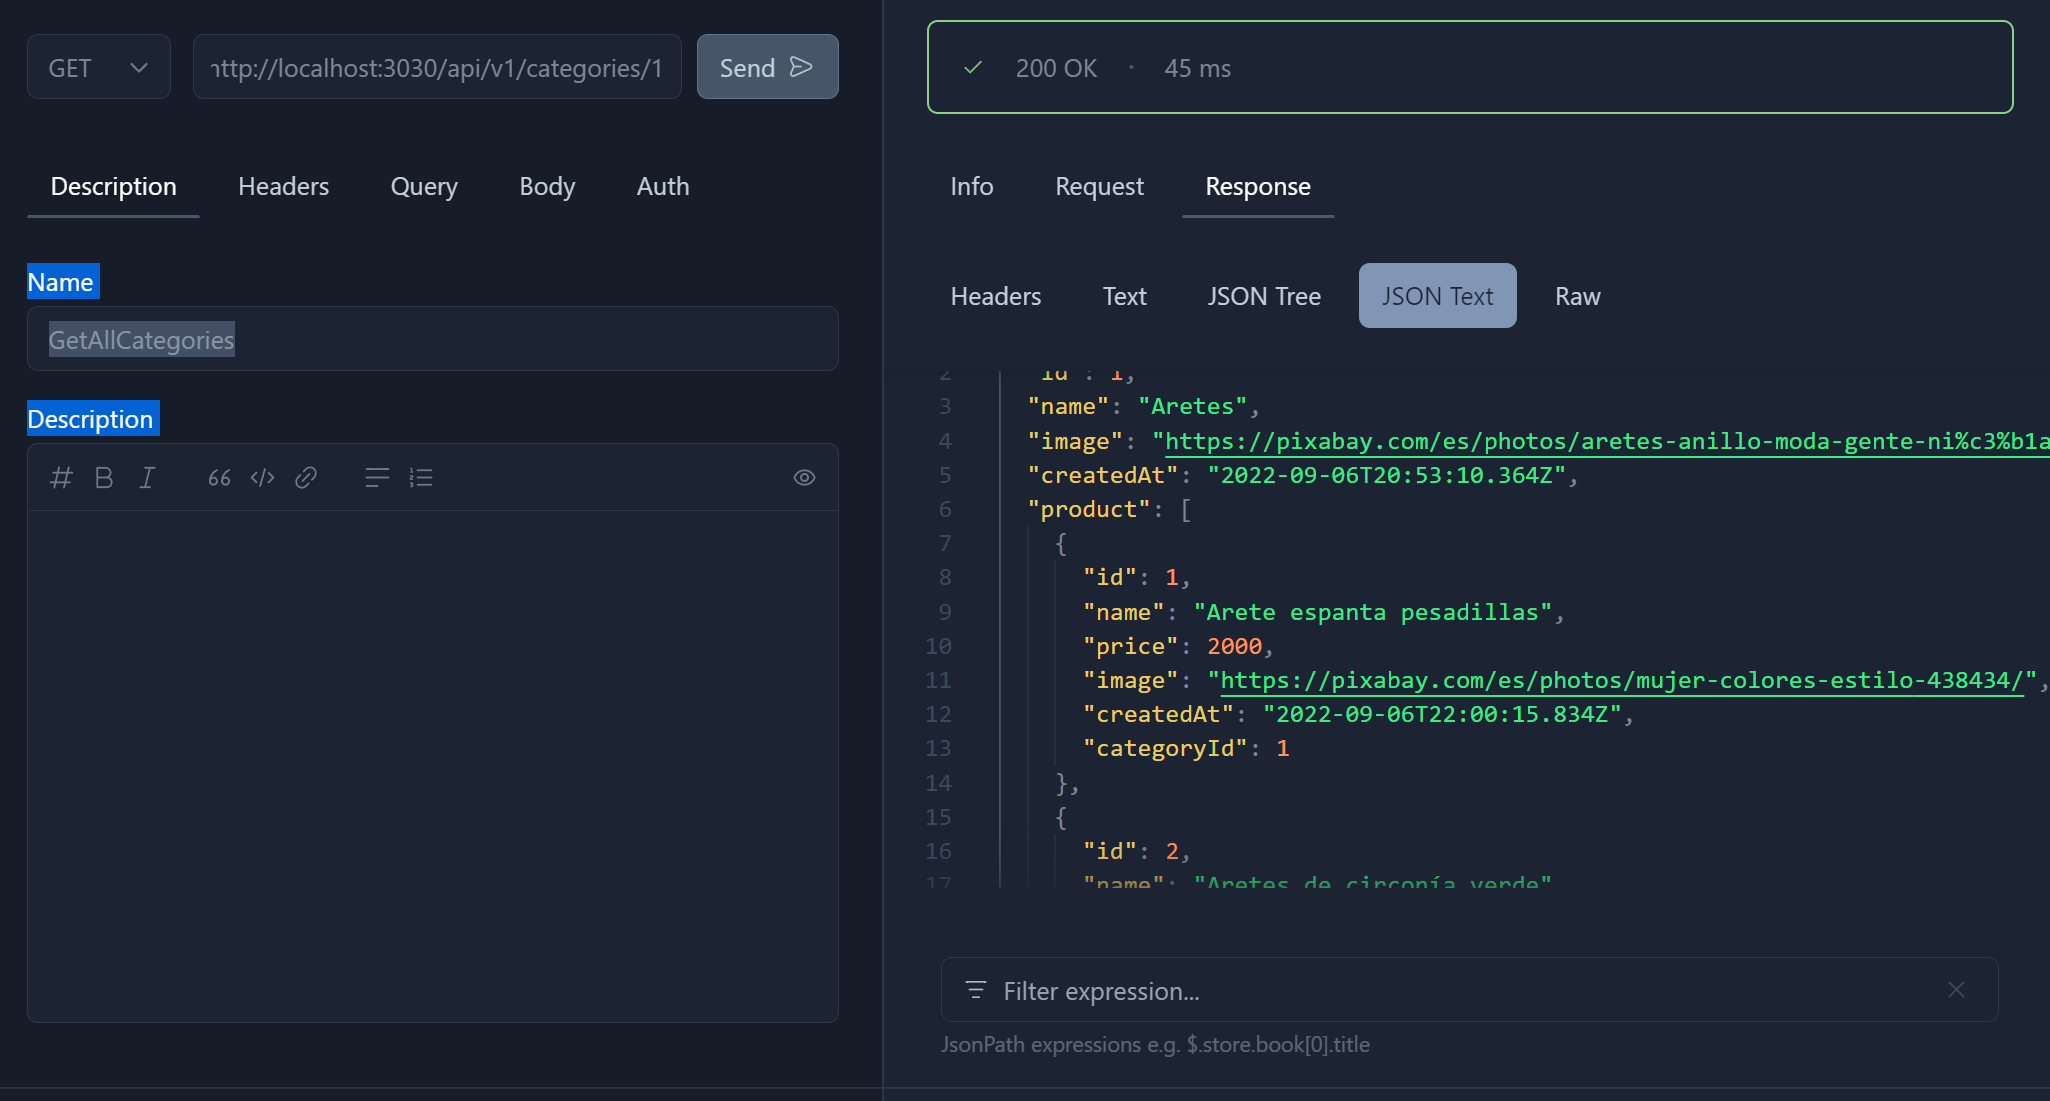 GET
http://localhost:3030/api/v1/categories/1
Send
Description Headers Query Body Auth
Name
GetAllCategories
Description
200 OK · 45 ms
Info Request Response
Headers Text JSON Tree JSON Text Raw
2 "id": 1,
3 "name": "Aretes",
4 "image": "https://pixabay.com/es/photos/aretes-anillo-moda-gente-ni%c3%b1a
5 "createdAt": "2022-09-06T20:53:10.364Z",
6 "product": [
7 {
8 "id": 1,
9 "name": "Arete espanta pesadillas",
10 "price": 2000,
11 "image": "https://pixabay.com/es/photos/mujer-colores-estilo-438434/",
12 "createdAt": "2022-09-06T22:00:15.834Z",
13 "categoryId": 1
14 },
15 {
16 "id": 2,
17 "name": "Aretes de circonía verde"
Filter expression...
JsonPath expressions e.g. $.store.book[0].title